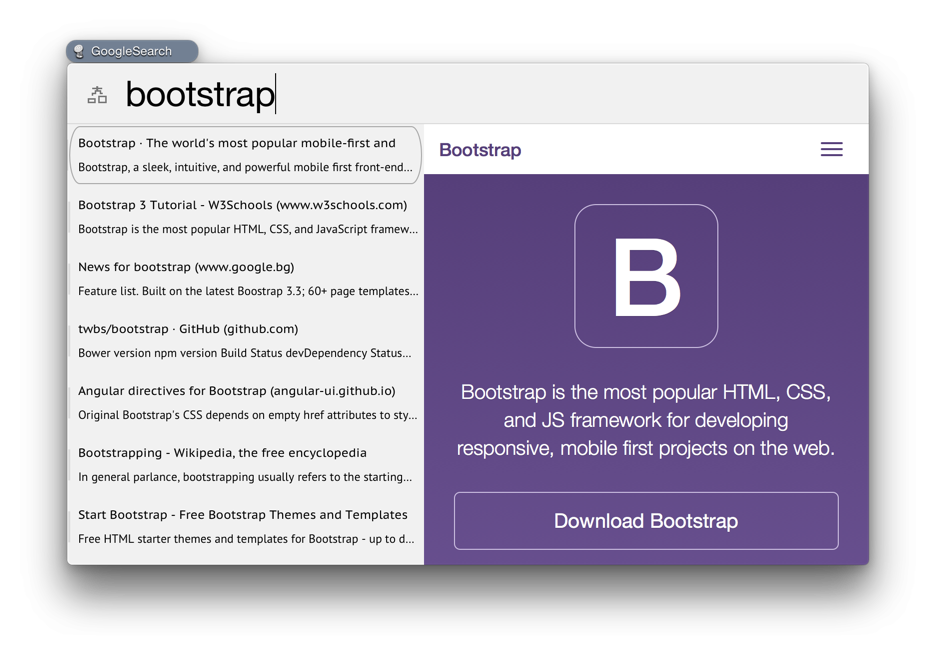 GoogleSearch
bootstrap
Bootstrap · The world's most popular mobile-first and
Bootstrap, a sleek, intuitive, and powerful mobile first front-end...
Bootstrap 3 Tutorial - W3Schools (www.w3schools.com)
Bootstrap is the most popular HTML, CSS, and JavaScript framew...
News for bootstrap (www.google.bg)
Feature list. Built on the latest Boostrap 3.3; 60+ page templates...
twbs/bootstrap · GitHub (github.com)
Bower version npm version Build Status devDependency Status...
Angular directives for Bootstrap (angular-ui.github.io)
Original Bootstrap's CSS depends on empty href attributes to sty...
Bootstrapping - Wikipedia, the free encyclopedia
In general parlance, bootstrapping usually refers to the starting...
Start Bootstrap - Free Bootstrap Themes and Templates
Free HTML starter themes and templates for Bootstrap - up to d...
Bootstrap
B
Bootstrap is the most popular HTML, CSS,
and JS framework for developing
responsive, mobile first projects on the web.
Download Bootstrap